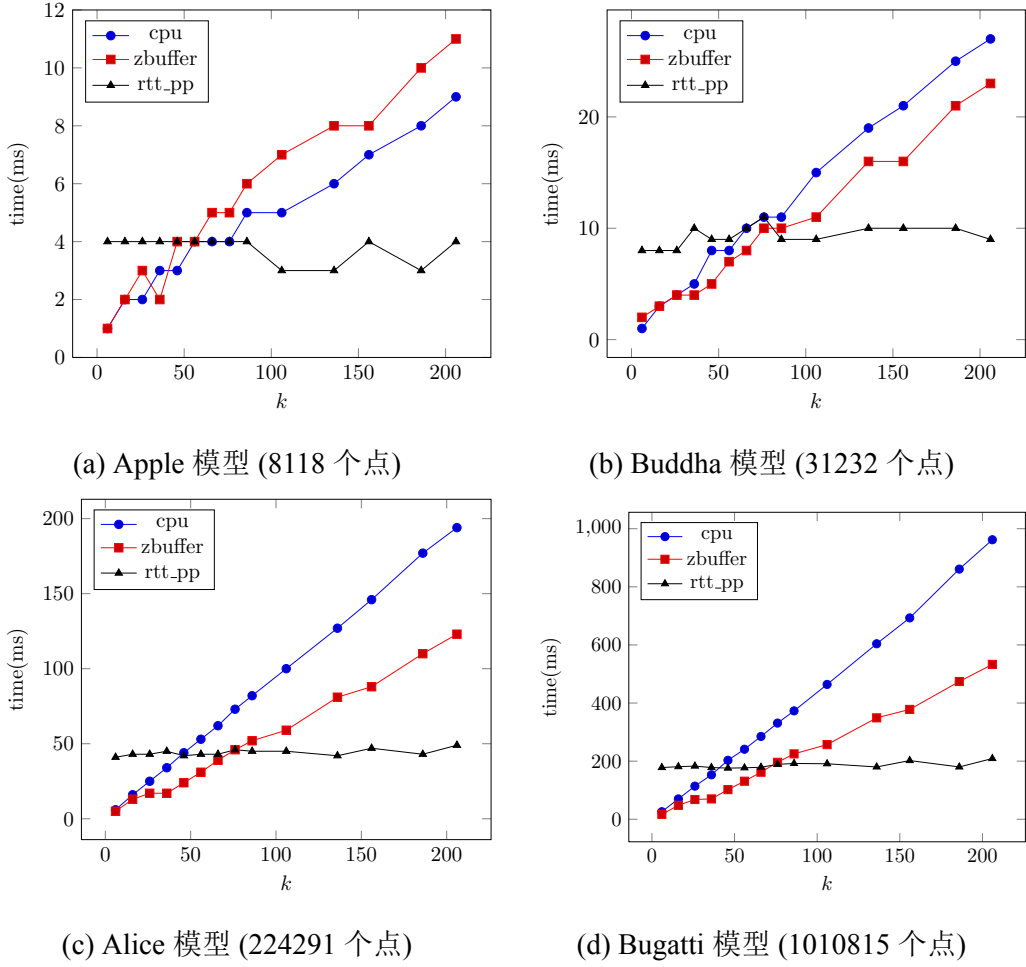 12
10
8
6
4
2
0
time(ms)
cpu
zbuffer
rtt_pp
0 50 100 150 200
k
(a) Apple 模型 (8118 个点)
20
10
0
time(ms)
cpu
zbuffer
rtt_pp
0 50 100 150 200
k
(b) Buddha 模型 (31232 个点)
200
150
100
50
0
time(ms)
cpu
zbuffer
rtt_pp
0 50 100 150 200
k
(c) Alice 模型 (224291 个点)
1,000
800
600
400
200
0
time(ms)
cpu
zbuffer
rtt_pp
0 50 100 150 200
k
(d) Bugatti 模型 (1010815 个点)